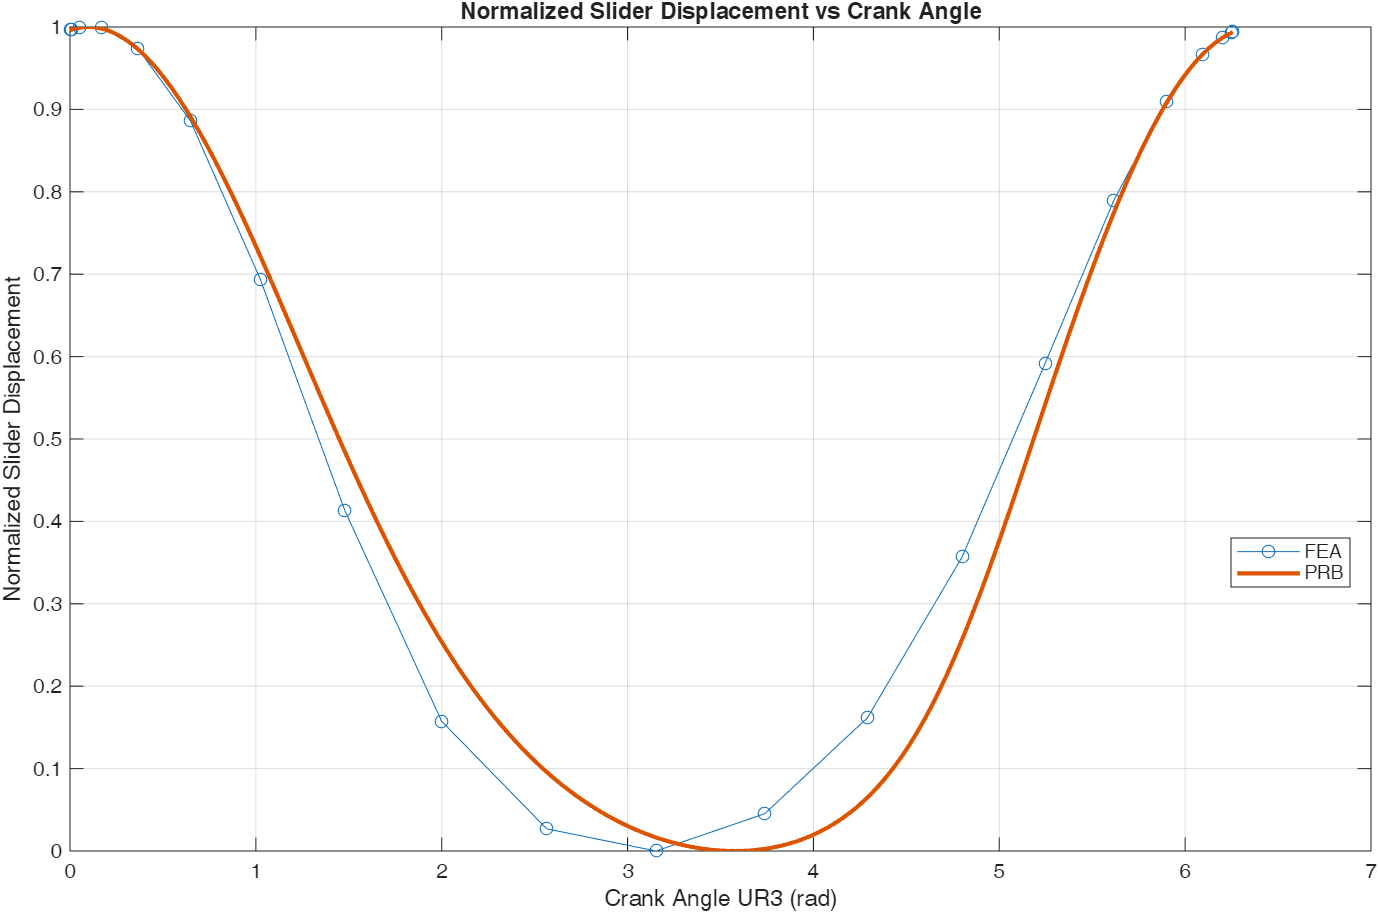 Normalized Slider Displacement vs Crank Angle
Normalized Slider Displacement
1
0.9
0.8
0.7
0.6
0.5
0.4
0.3
0.2
0.1
0
FEA
PRB
0 1 2 3 4 5 6 7
Crank Angle UR3 (rad)